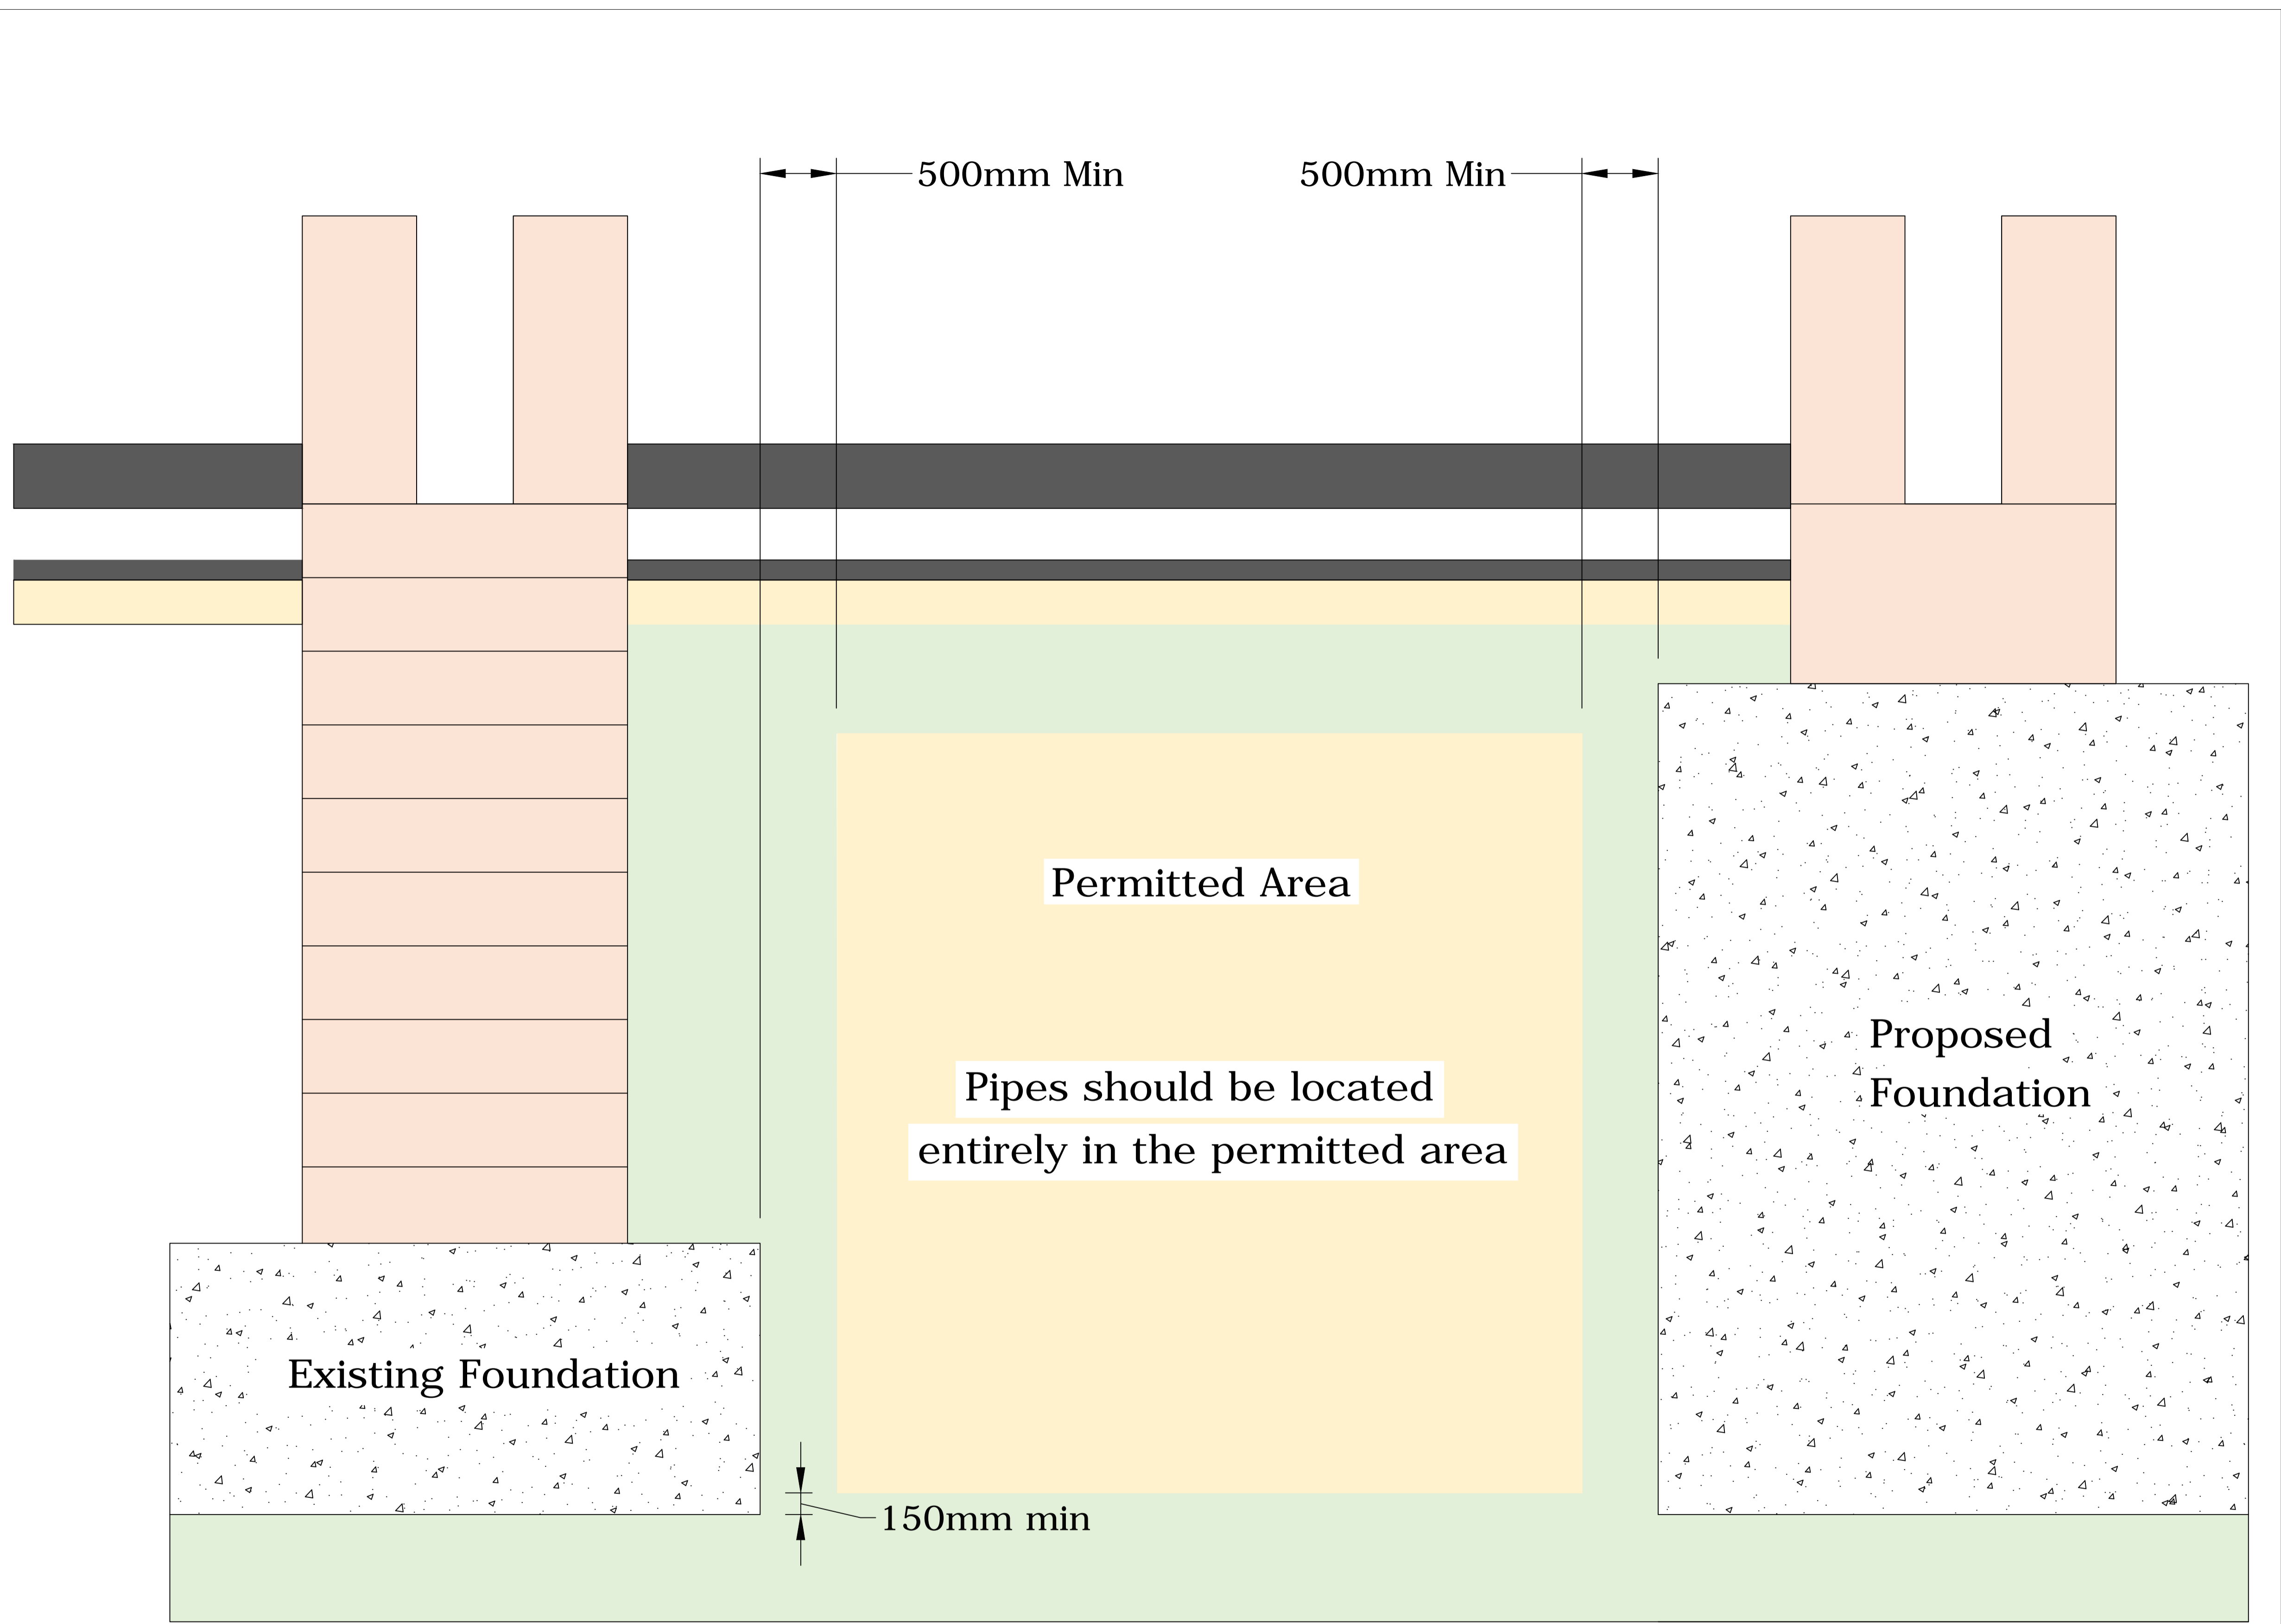 500mm Min
500mm Min
Permitted Area
Proposed
Foundation
Pipes should be located
entirely in the permitted area
Existing Foundation
150mm min